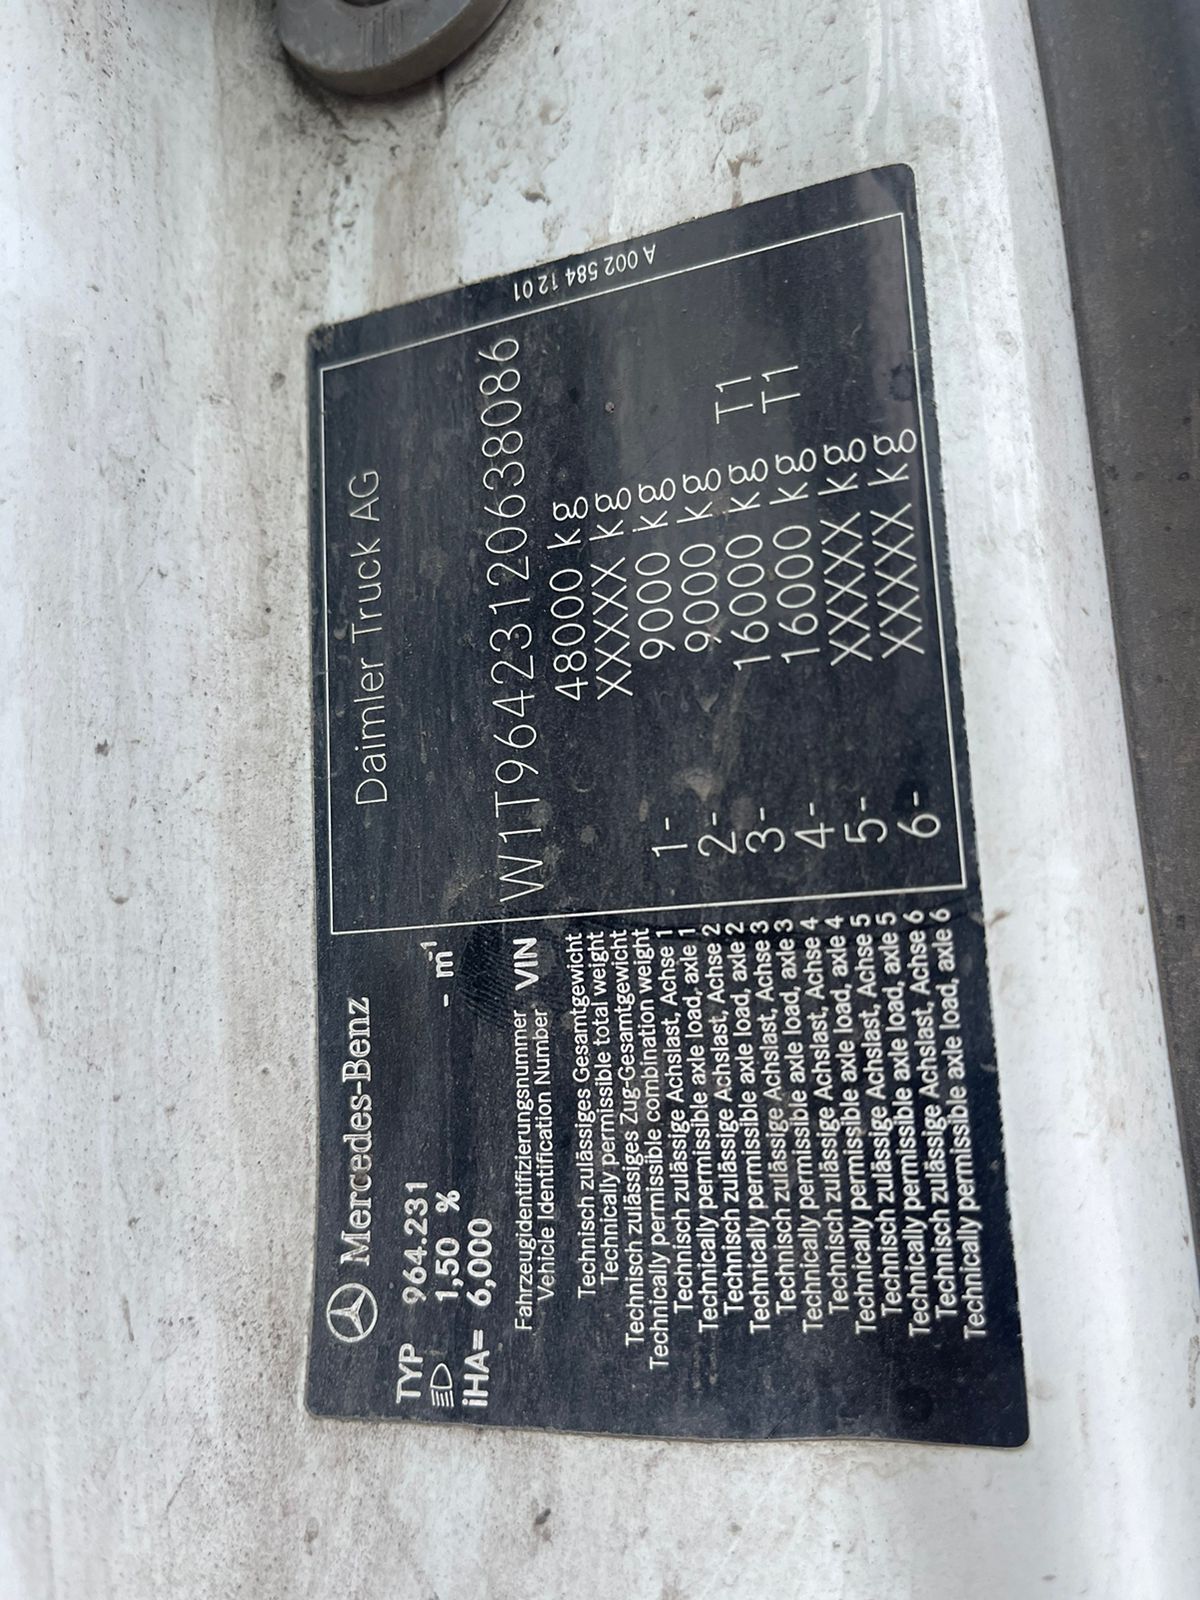 Mercedes-Benz
Daimler Truck AG
TYP 964.231
1,50 % - m¹
iHA= 6,000
Fahrzeugidentifizierungsnummer
Vehicle Identification Number VIN W1T96423120638086
Technisch zulässiges Gesamtgewicht
Technically permissible total weight 48000 kg
Technisch zulässiges Zug-Gesamtgewicht
Technically permissible combination weight XXXXX kg
Technisch zulässige Achslast, Achse 1
Technically permissible axle load, axle 1 1- 9000 kg
Technisch zulässige Achslast, Achse 2
Technically permissible axle load, axle 2 2- 9000 kg
Technisch zulässige Achslast, Achse 3
Technically permissible axle load, axle 3 3- 16000 kg T1
Technisch zulässige Achslast, Achse 4
Technically permissible axle load, axle 4 4- 16000 kg T1
Technisch zulässige Achslast, Achse 5
Technically permissible axle load, axle 5 5- XXXXX kg
Technisch zulässige Achslast, Achse 6
Technically permissible axle load, axle 6 6- XXXXX kg
A 002 584 12 01